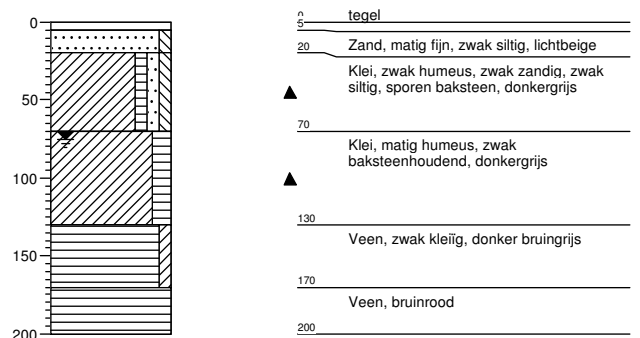 0
50
100
150
200
0
tegel
5
20
Zand, matig fijn, zwak siltig, lichtbeige
Klei, zwak humeus, zwak zandig, zwak
siltig, sporen baksteen, donkergrijs
70
Klei, matig humeus, zwak
baksteenhoudend, donkergrijs
130
Veen, zwak kleiïg, donker bruingrijs
170
Veen, bruinrood
200